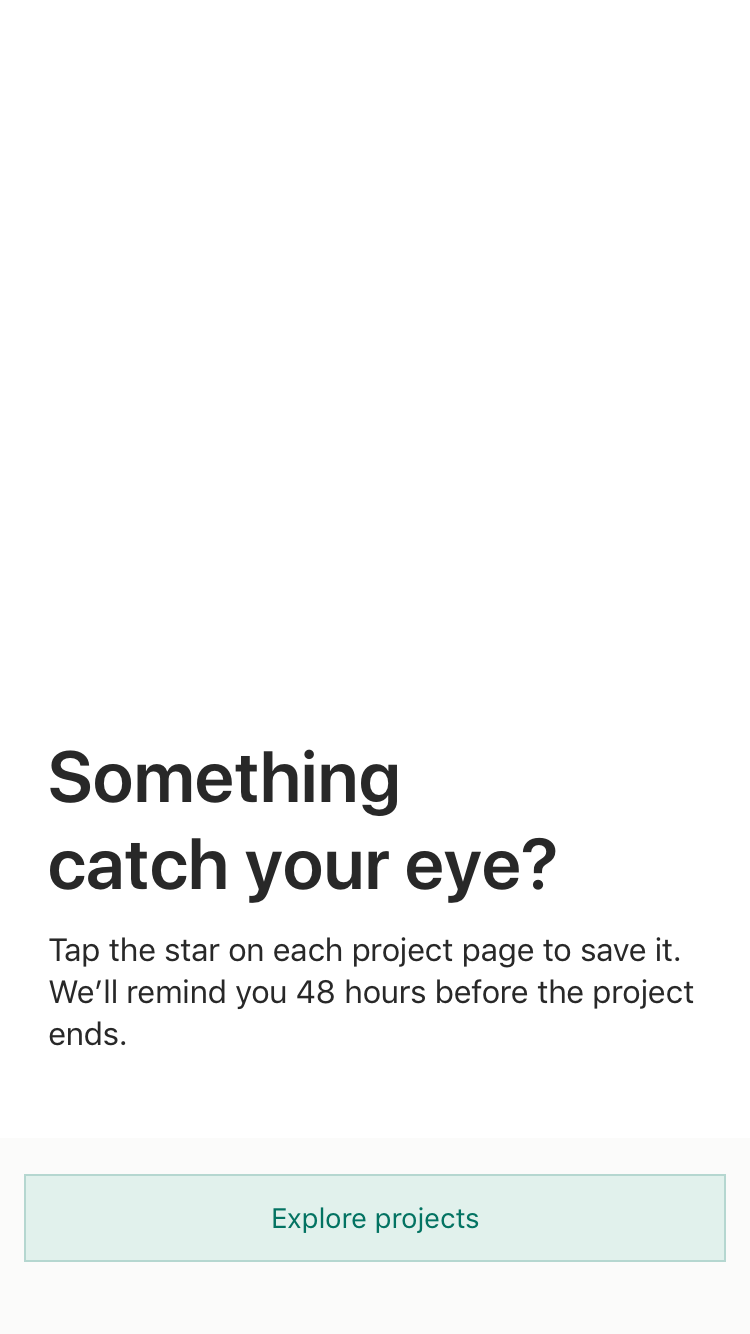 Something
catch your eye?
Tap the star on each project page to save it.
We’ll remind you 48 hours before the project
ends.
Explore projects